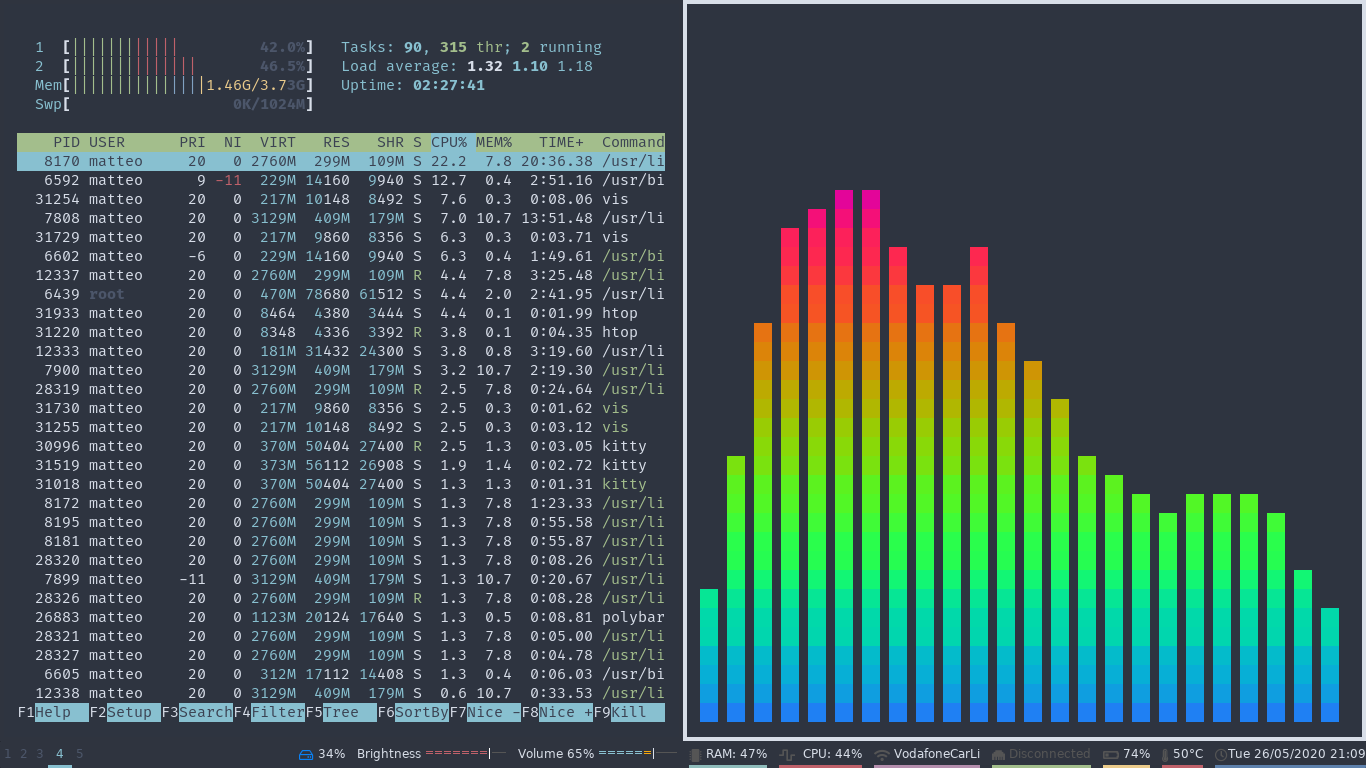 1 [||||||||||||| 42.0%] Tasks: 90, 315 thr; 2 running
2 [||||||||||||||| 46.5%] Load average: 1.32 1.10 1.18
Mem[||||||||||||||||1.46G/3.73G] Uptime: 02:27:41
Swp[ 0K/1024M]
PID USER PRI NI VIRT RES SHR S CPU% MEM% TIME+ Command
8170 matteo 20 0 2760M 299M 109M S 22.2 7.8 20:36.38 /usr/li
6592 matteo 9 -11 229M 14160 9940 S 12.7 0.4 2:51.16 /usr/bi
31254 matteo 20 0 217M 10148 8492 S 7.6 0.3 0:08.06 vis
7808 matteo 20 0 3129M 409M 179M S 7.0 10.7 13:51.48 /usr/li
31729 matteo 20 0 217M 9860 8356 S 6.3 0.3 0:03.71 vis
6602 matteo -6 0 229M 14160 9940 S 6.3 0.4 1:49.61 /usr/bi
12337 matteo 20 0 2760M 299M 109M R 4.4 7.8 3:25.48 /usr/li
6439 root 20 0 470M 78680 61512 S 4.4 2.0 2:41.95 /usr/li
31933 matteo 20 0 8464 4380 3444 S 4.4 0.1 0:01.99 htop
31220 matteo 20 0 8348 4336 3392 R 3.8 0.1 0:04.35 htop
12333 matteo 20 0 181M 31432 24300 S 3.8 0.8 3:19.60 /usr/li
7900 matteo 20 0 3129M 409M 179M S 3.2 10.7 2:19.30 /usr/li
28319 matteo 20 0 2760M 299M 109M R 2.5 7.8 0:24.64 /usr/li
31730 matteo 20 0 217M 9860 8356 S 2.5 0.3 0:01.62 vis
31255 matteo 20 0 217M 10148 8492 S 2.5 0.3 0:03.12 vis
30996 matteo 20 0 370M 50404 27400 R 2.5 1.3 0:03.05 kitty
31519 matteo 20 0 373M 56112 26908 S 1.9 1.4 0:02.72 kitty
31018 matteo 20 0 370M 50404 27400 S 1.3 1.3 0:01.31 kitty
8172 matteo 20 0 2760M 299M 109M S 1.3 7.8 1:23.33 /usr/li
8195 matteo 20 0 2760M 299M 109M S 1.3 7.8 0:55.58 /usr/li
8181 matteo 20 0 2760M 299M 109M S 1.3 7.8 0:55.87 /usr/li
28320 matteo 20 0 2760M 299M 109M S 1.3 7.8 0:08.26 /usr/li
7899 matteo -11 0 3129M 409M 179M S 1.3 10.7 0:20.67 /usr/li
28326 matteo 20 0 2760M 299M 109M R 1.3 7.8 0:08.28 /usr/li
26883 matteo 20 0 1123M 20124 17640 S 1.3 0.5 0:08.81 polybar
28321 matteo 20 0 2760M 299M 109M S 1.3 7.8 0:05.00 /usr/li
28327 matteo 20 0 2760M 299M 109M S 1.3 7.8 0:04.78 /usr/li
6605 matteo 20 0 312M 17112 14408 S 1.3 0.4 0:06.03 /usr/bi
12338 matteo 20 0 3129M 409M 179M S 0.6 10.7 0:33.53 /usr/li
F1Help F2Setup F3SearchF4FilterF5Tree F6SortByF7Nice -F8Nice +F9Kill
1 2 3 4 5 34% Brightness Volume 65% RAM: 47% CPU: 44% VodafoneCarLi Disconnected 74% 50°C Tue 26/05/2020 21:09